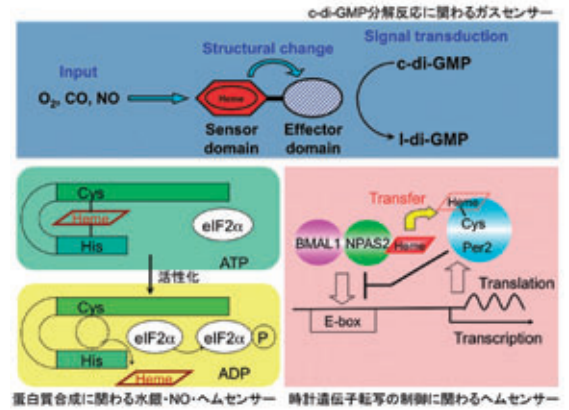 c-di-GMP分解反応に関わるガスセンサー
Structural change
Signal transduction
Input
c-di-GMP
O₂, CO, NO
Heme
Sensor domain
Effector domain
l-di-GMP
Cys
Heme
His
eIF2α
ATP
活性化
Cys
His
eIF2α
eIF2α
P
Heme
ADP
蛋白質合成に関わる水銀・NO・ヘムセンサー
Transfer
Heme
Cys
Per2
BMAL1
NPAS2
Heme
E-box
Translation
Transcription
時計遺伝子転写の制御に関わるヘムセンサー